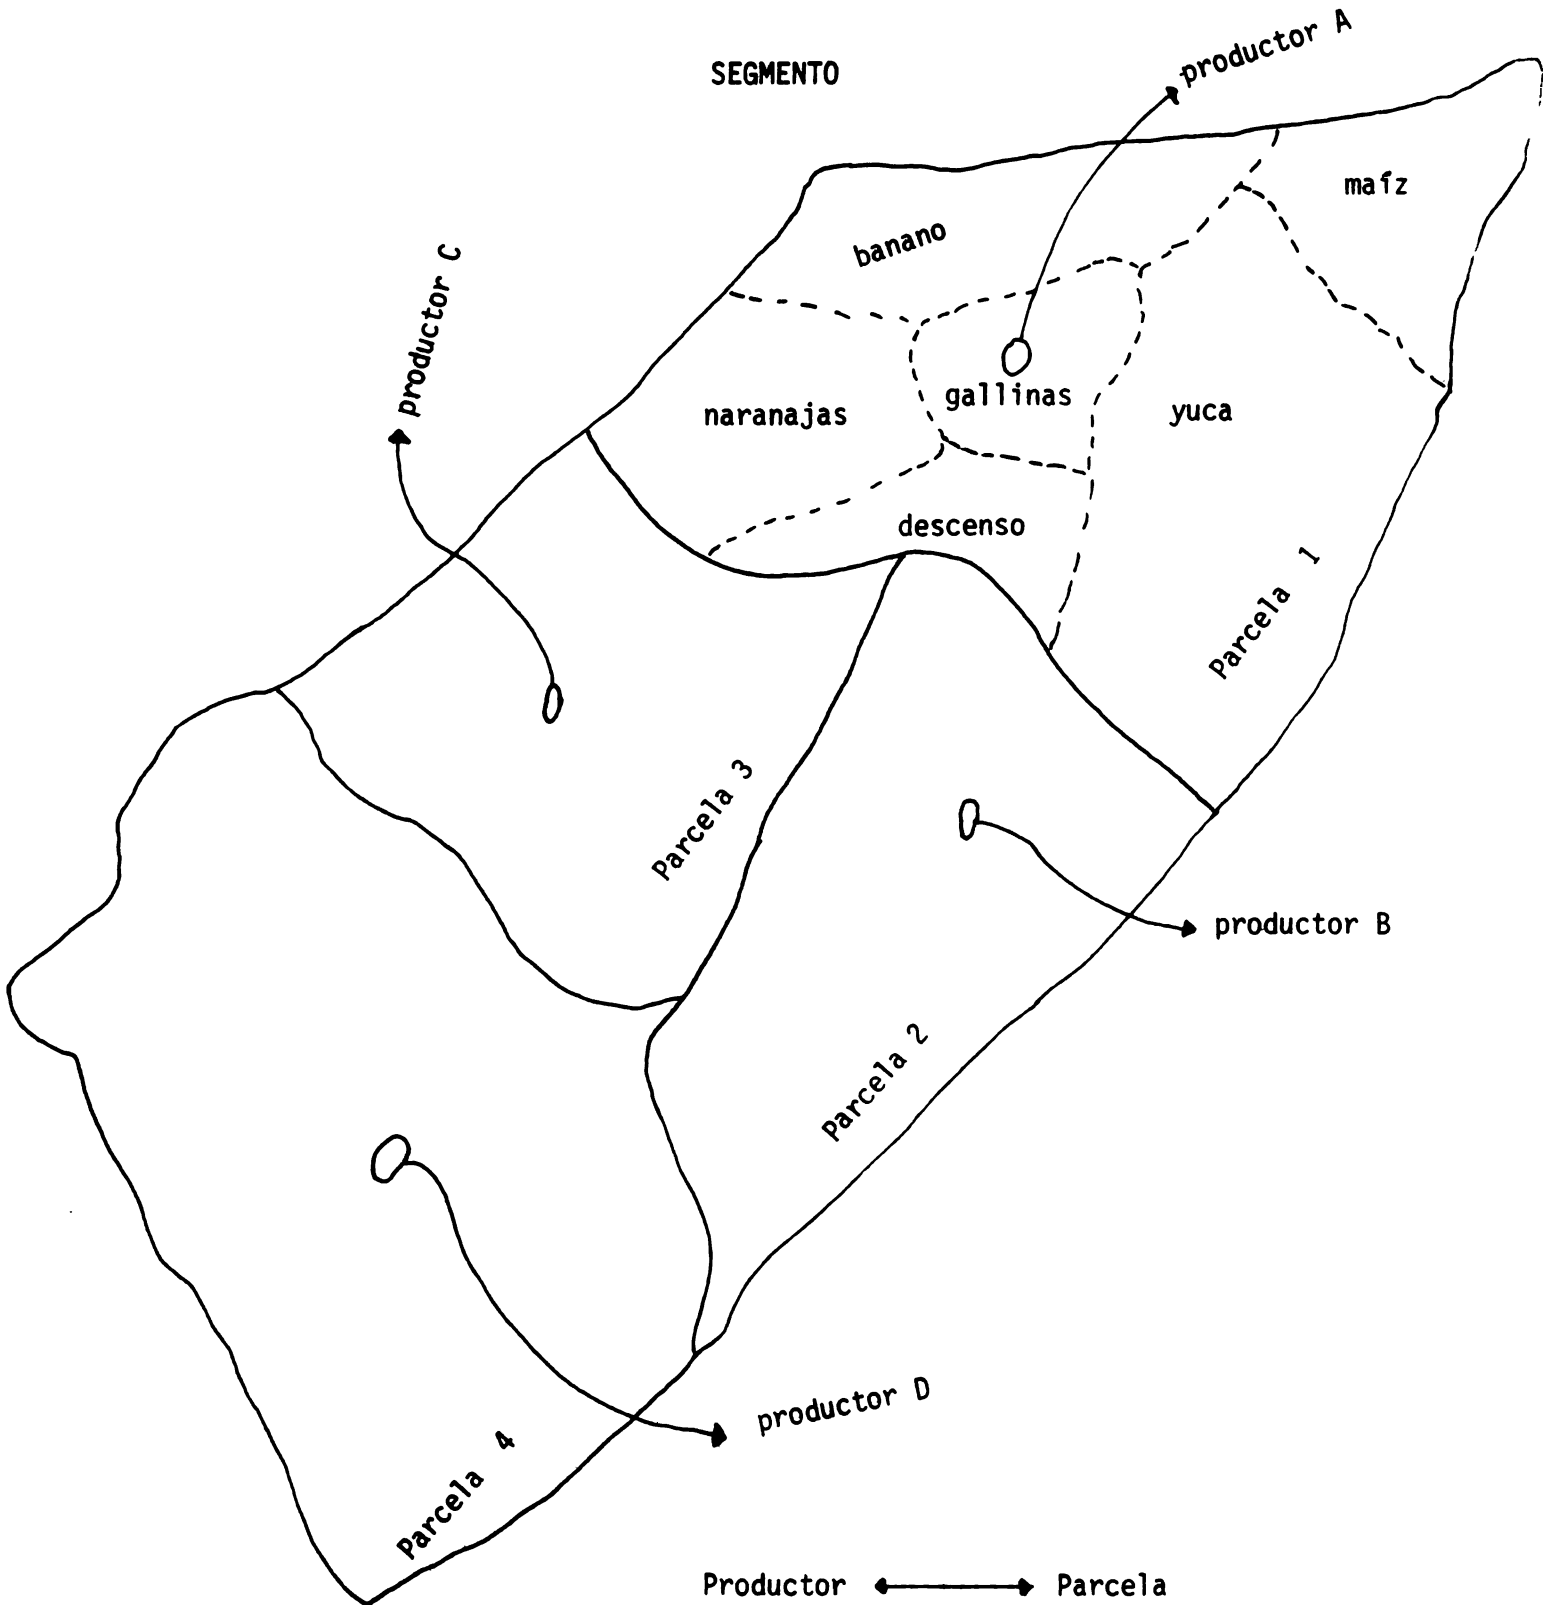 SEGMENTO
productor A
maíz
banano
productor C
gallinas
naranajas
yuca
descenso
Parcela 1
Parcela 3
productor B
Parcela 2
productor D
Parcela 4
Productor Parcela